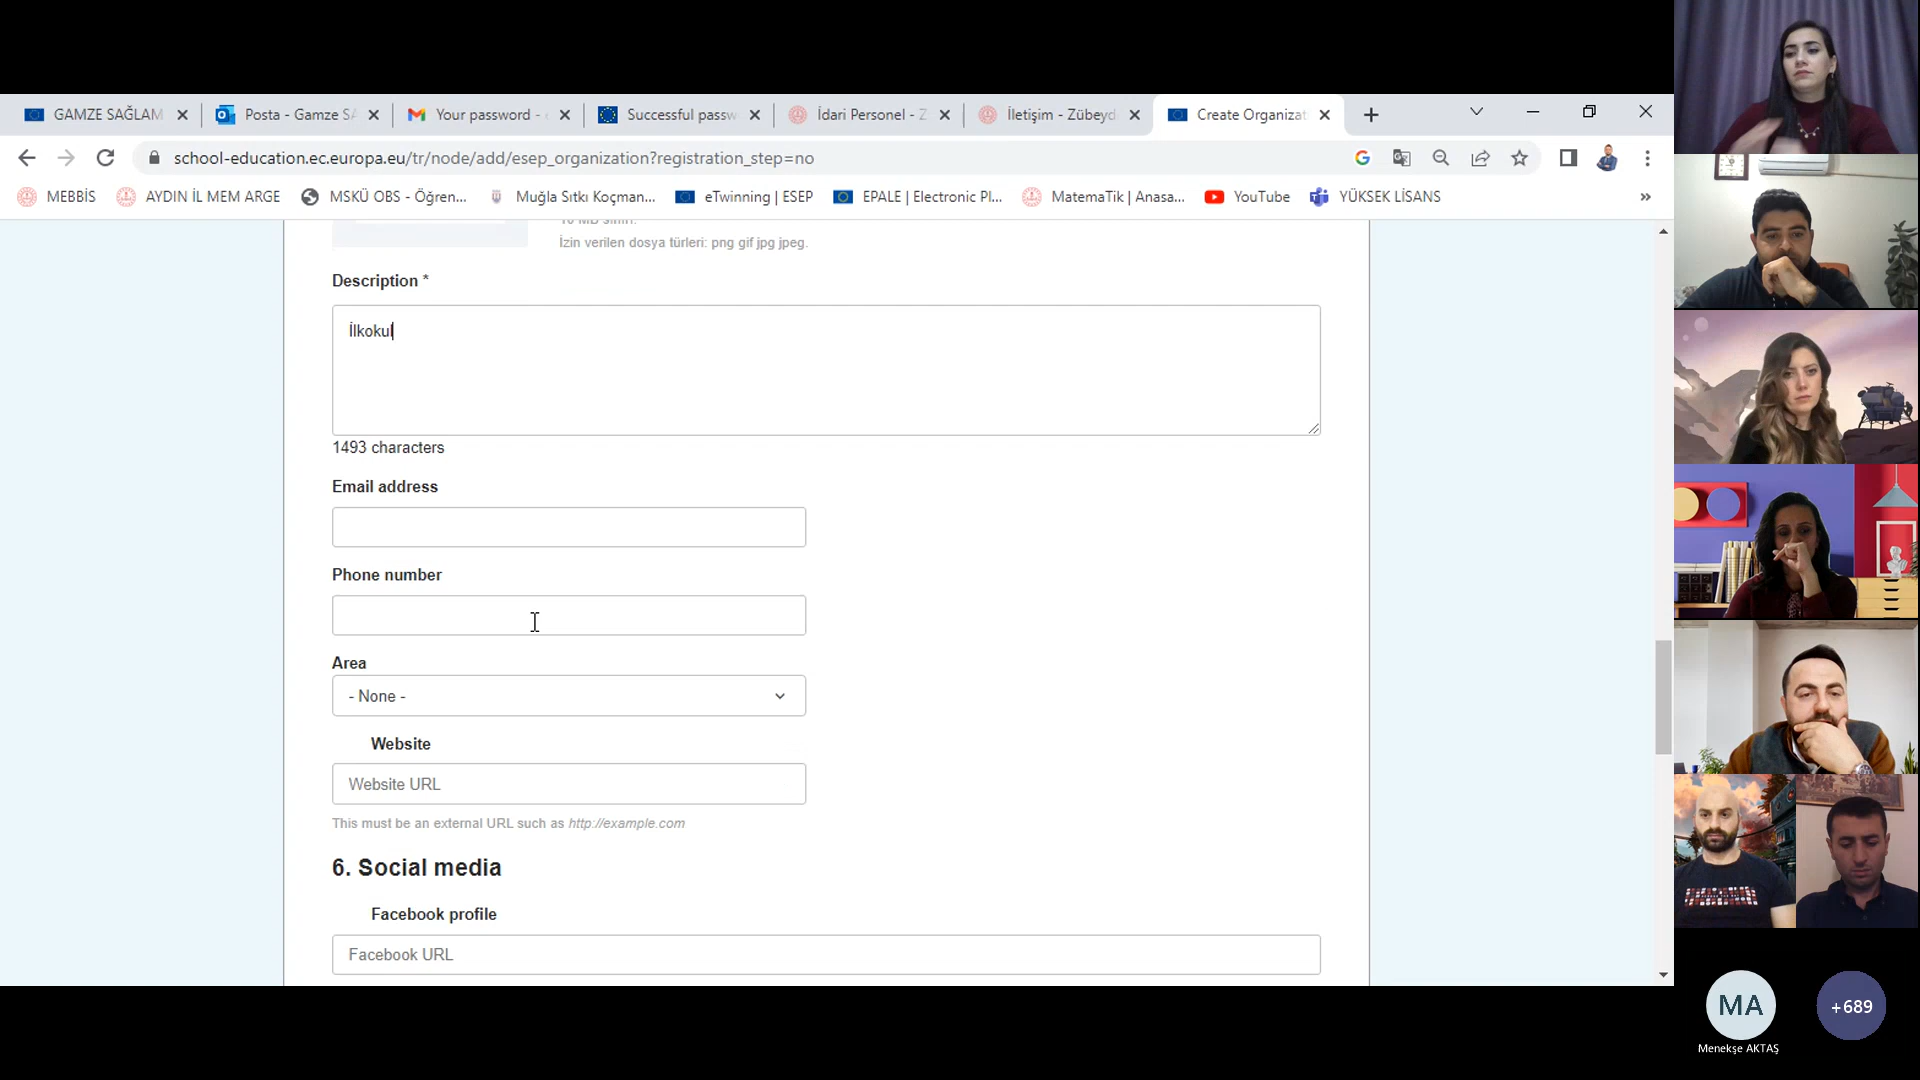 GAMZE SAĞLAM
Posta - Gamze SA
Your password -
Successful passw
İdari Personel - Z
İletişim - Zübeyd
Create Organizat
school-education.ec.europa.eu/tr/node/add/esep_organization?registration_step=no
MEBBİS
AYDIN İL MEM ARGE
MSKÜ OBS - Öğren...
Muğla Sıtkı Koçman...
eTwinning | ESEP
EPALE | Electronic Pl...
MatemaTik | Anasa...
YouTube
YÜKSEK LİSANS
»
10 MB sınırı.
İzin verilen dosya türleri: png gif jpg jpeg.
Description *
İlkokul
1493 characters
Email address
Phone number
Area
- None -
Website
Website URL
This must be an external URL such as http://example.com
6. Social media
Facebook profile
Facebook URL
MA
+689
Menekşe AKTAŞ